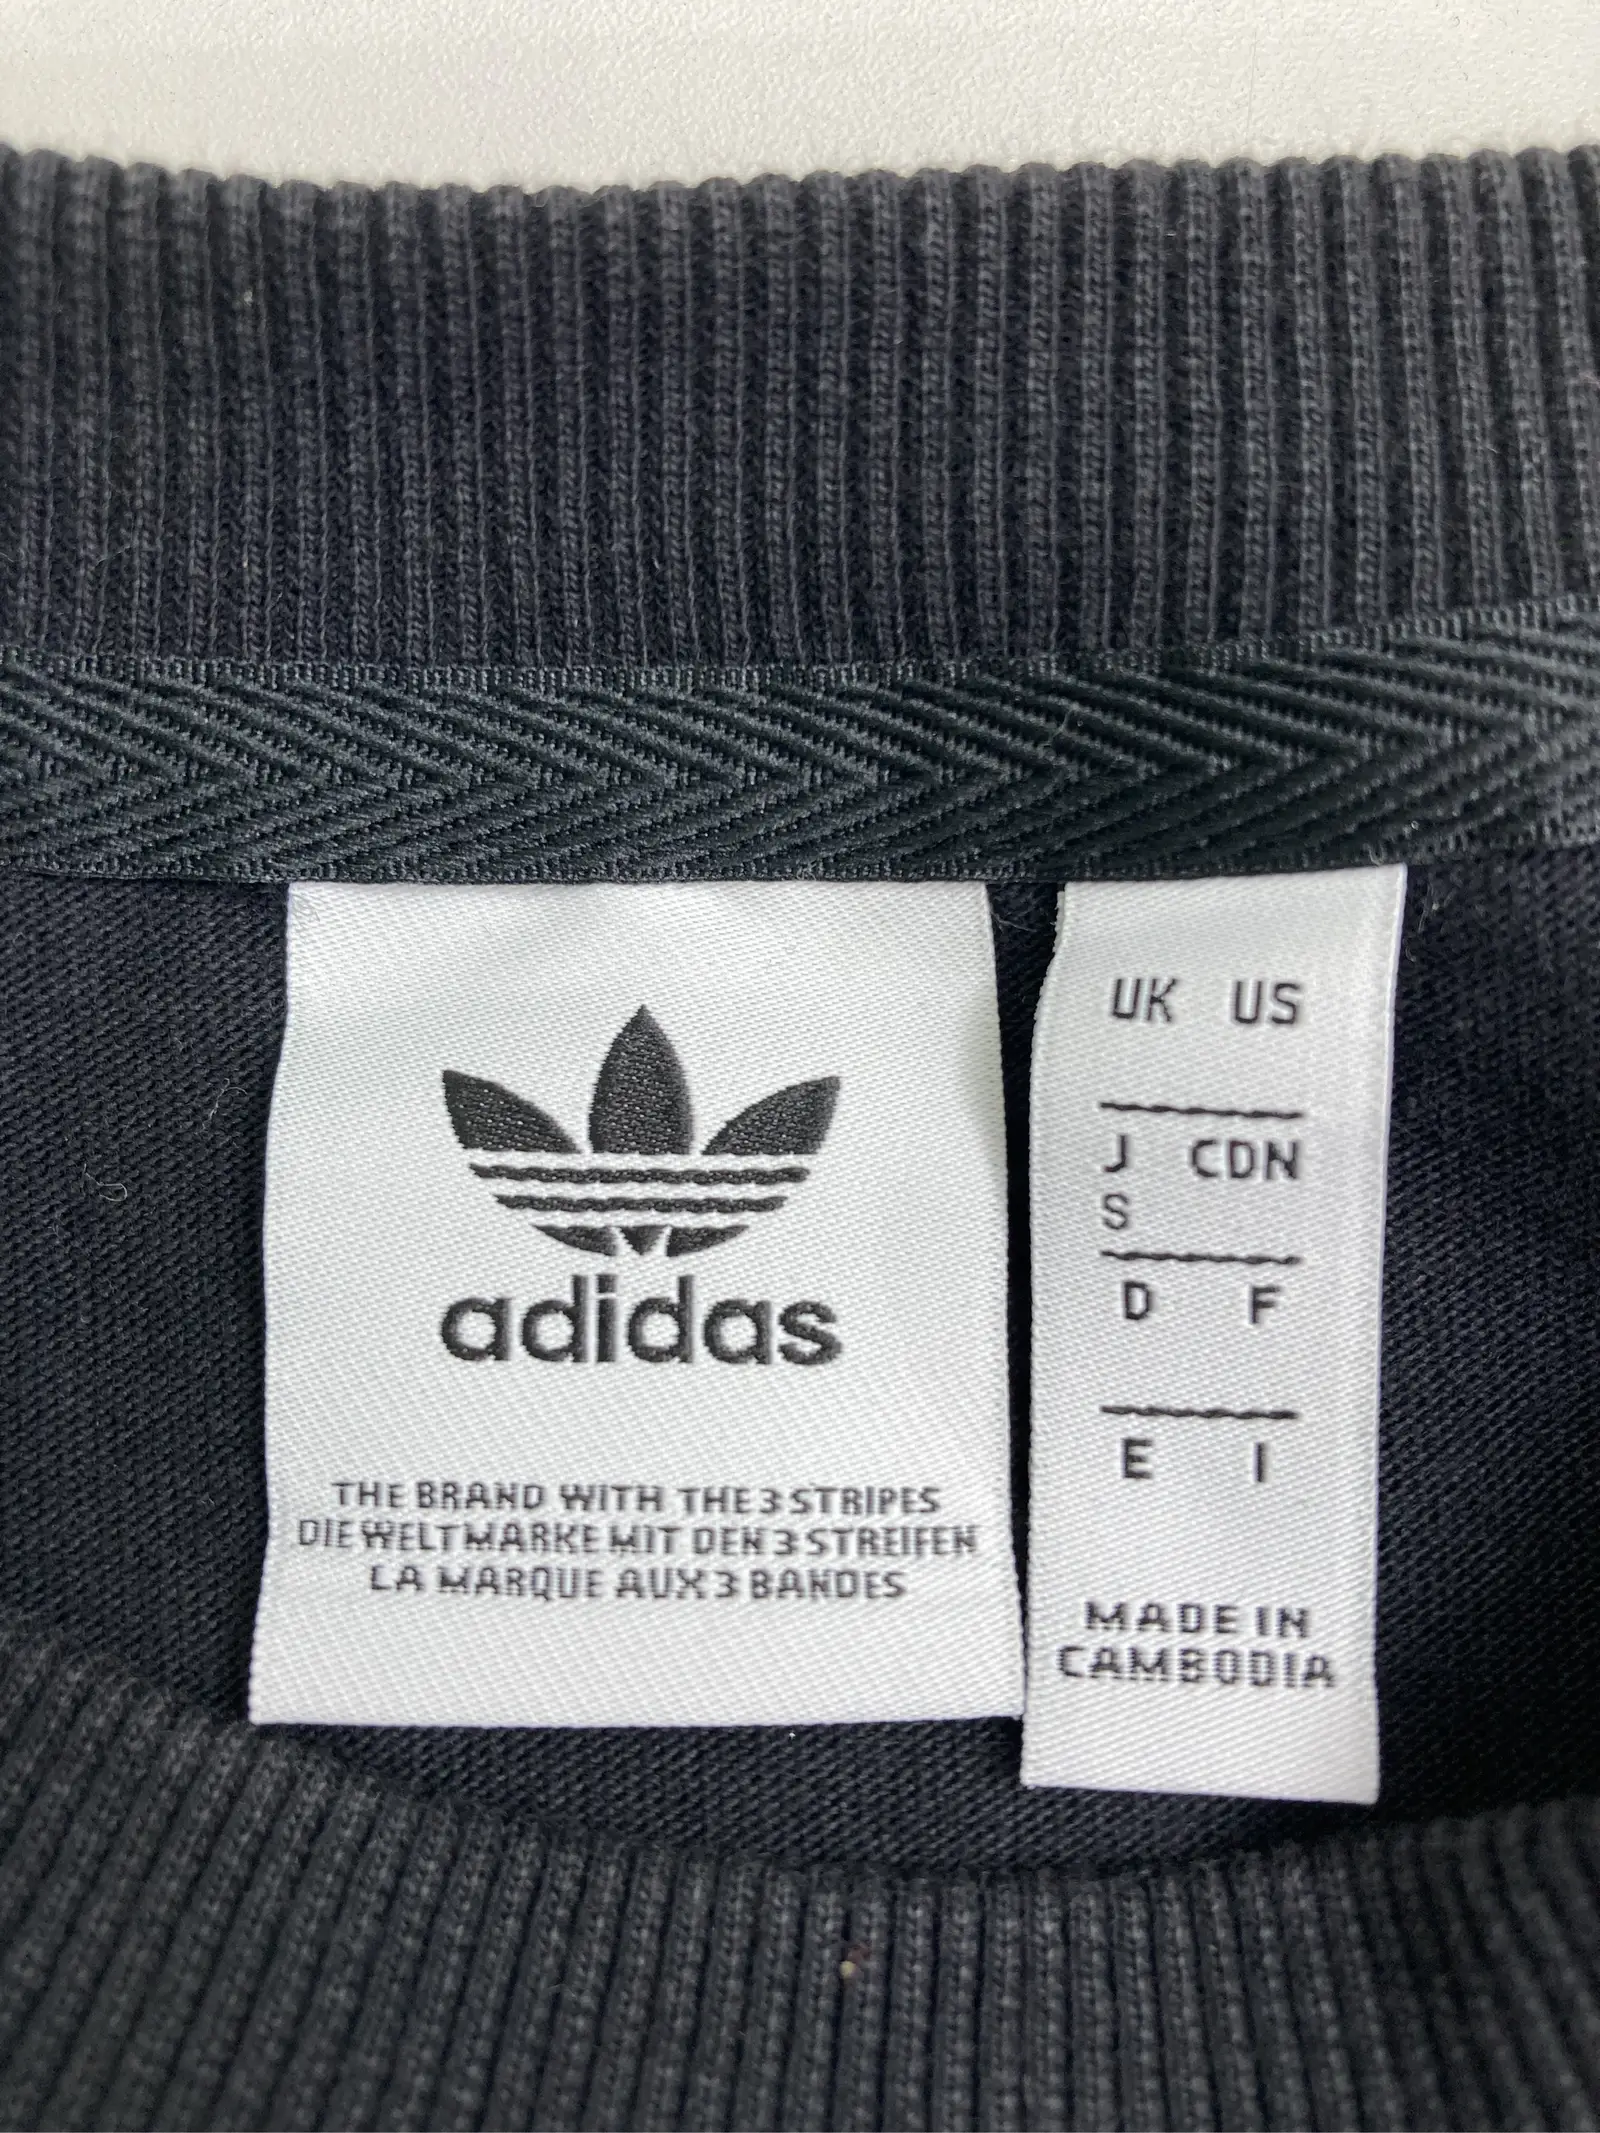 adidas
THE BRAND WITH THE 3 STRIPES
DIE WELTMARKE MIT DEN 3 STREIFEN
LA MARQUE AUX 3 BANDES
UK US
J CDN
S
D F
E I
MADE IN
CAMBODIA